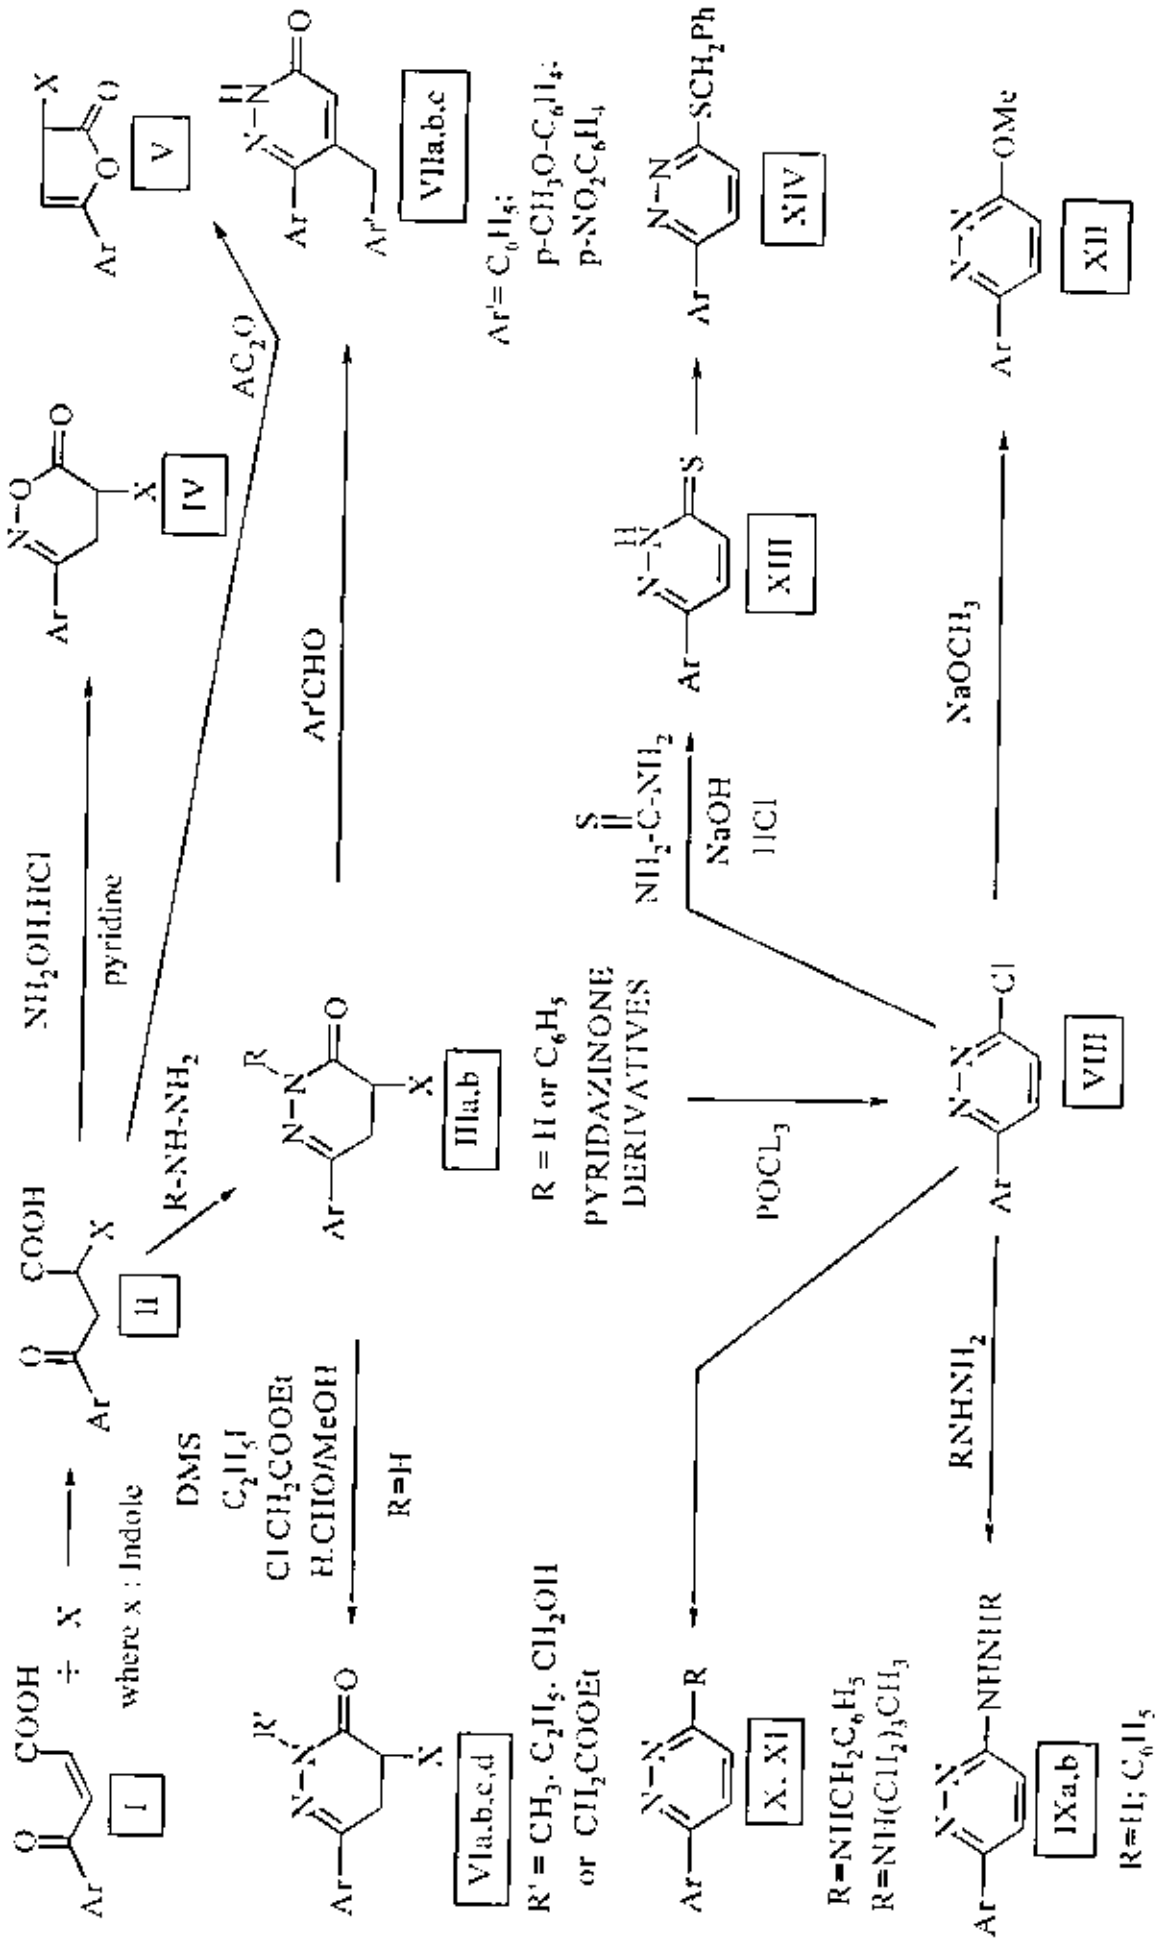 O
Ar
COOH
I
÷ X
where x : Indole
O
Ar
COOH
X
II
NH2OH.HCl
pyridine
N
O
O
Ar
X
IV
AC2O
Ar
O
O
X
V
R-NH-NH2
DMS
C2H5I
ClCH2COOEt
H.CHO/MeOH
R=H
R'
N
N
O
Ar
X
VIa,b,c,d
R' = CH3, C2H5, CH2OH
or CH2COOEt
R
N
N
O
Ar
X
IIIa,b
R = H or C6H5
PYRIDAZINONE
DERIVATIVES
Ar'CHO
H
N
N
O
Ar
Ar'
VIIa,b,c
Ar'= C6H5;
p-CH3O-C6H4;
p-NO2C6H4
POCL3
N
N
Ar
R
X, XI
R=NHCH2C6H5
R=NH(CH2)3CH3
S
NH2-C-NH2
NaOH
HCl
H
N
N
Ar
S
XIII
N
N
Ar
SCH2Ph
XIV
N
N
Ar
NHNHR
IXa,b
R=H; C6H5
RNHNH2
N
N
Ar
Cl
VIII
NaOCH3
N
N
Ar
OMe
XII